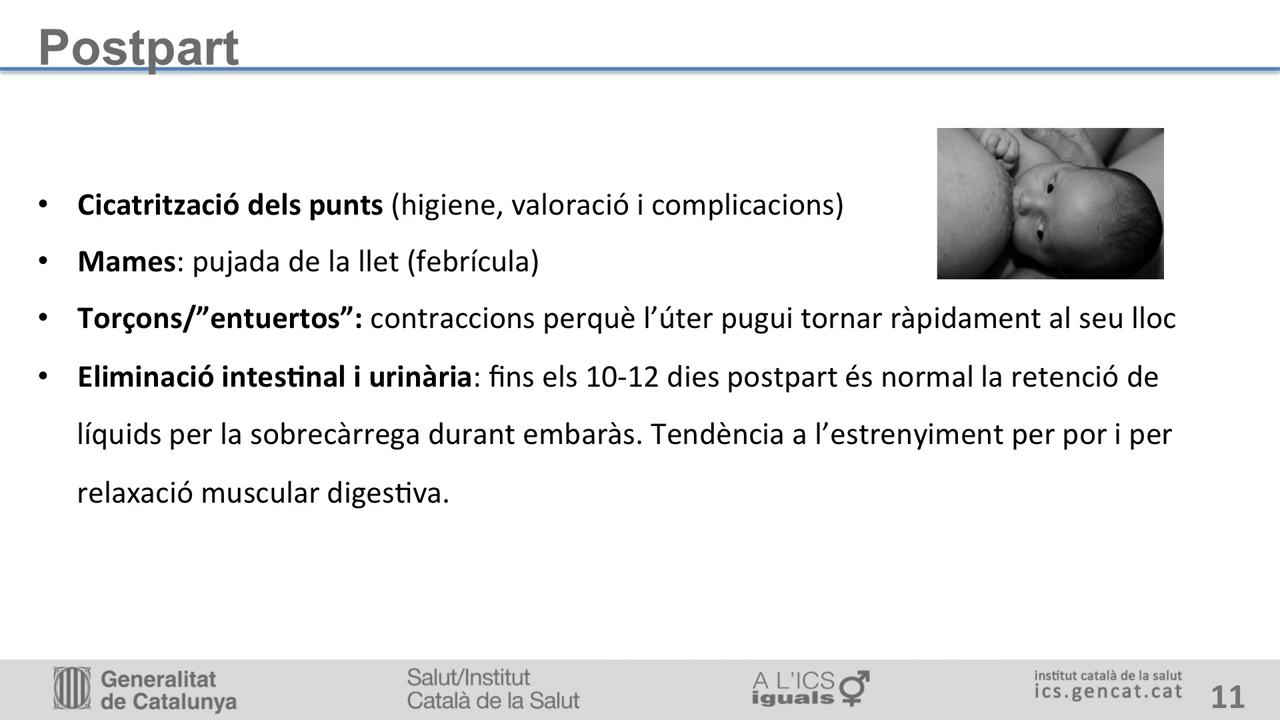 Postpart
• Cicatrització dels punts (higiene, valoració i complicacions)
• Mames: pujada de la llet (febrícula)
• Torçons/”entuertos”: contraccions perquè l’úter pugui tornar ràpidament al seu lloc
• Eliminació intestinal i urinària: fins els 10-12 dies postpart és normal la retenció de
líquids per la sobrecàrrega durant embaràs. Tendència a l’estrenyiment per por i per
relaxació muscular digestiva.
Generalitat
de Catalunya
Salut/Institut
Català de la Salut
A L'ICS
iguals
institut català de la salut
ics.gencat.cat
11